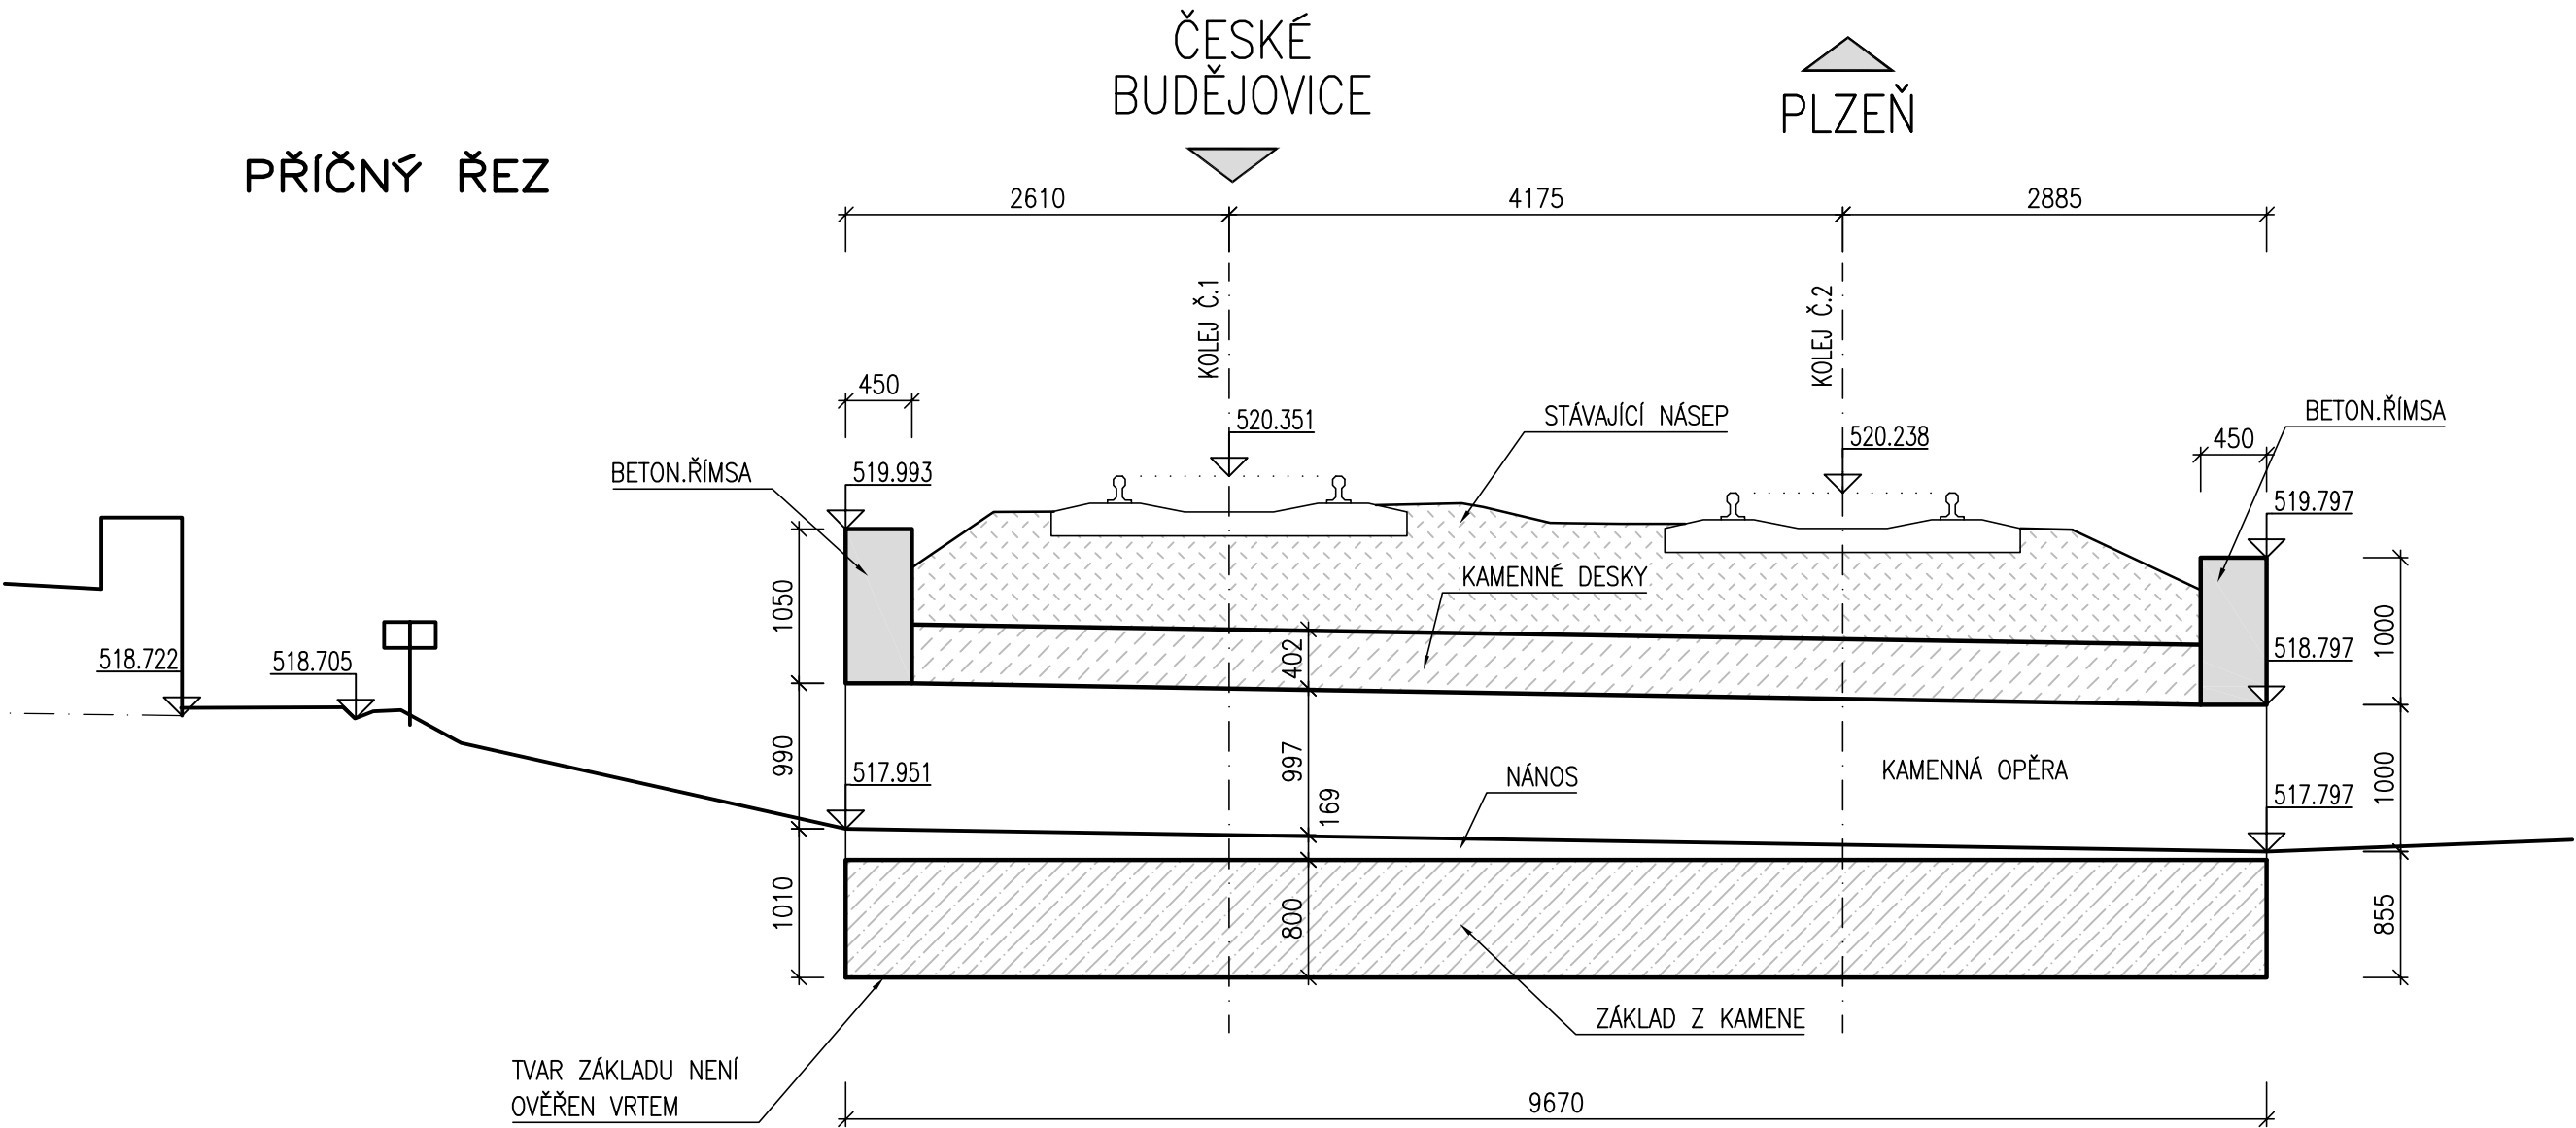 ČESKÉ
BUDĚJOVICE
PLZEŇ
PŘÍČNÝ ŘEZ
2610
4175
2885
KOLEJ Č.1
KOLEJ Č.2
450
520.351
STÁVAJÍCÍ NÁSEP
520.238
BETON.ŘÍMSA
450
BETON.ŘÍMSA
519.993
519.797
KAMENNÉ DESKY
1050
1000
402
518.722
518.705
518.797
990
997
517.951
NÁNOS
KAMENNÁ OPĚRA
1000
169
517.797
1010
800
855
ZÁKLAD Z KAMENE
TVAR ZÁKLADU NENÍ
OVĚŘEN VRTEM
9670